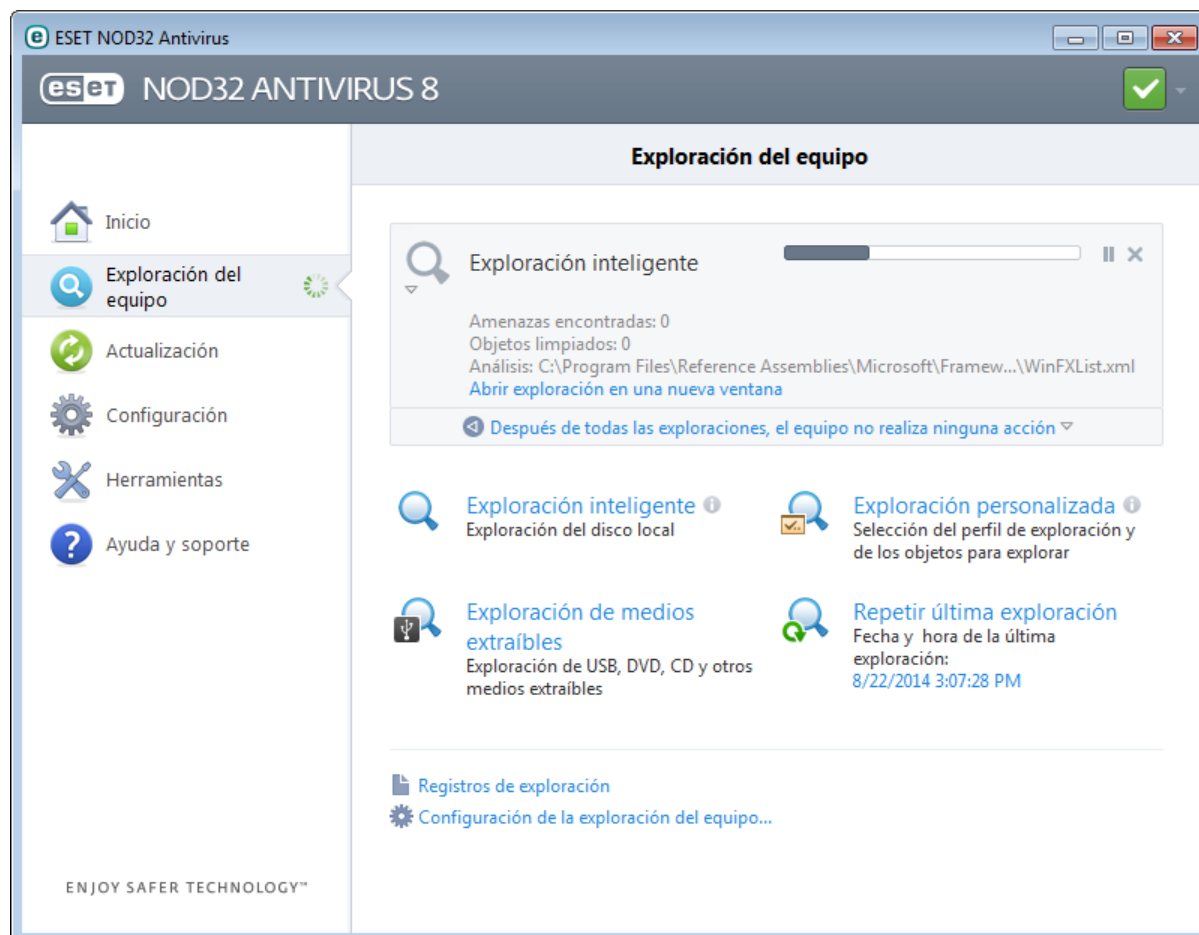 ESET NOD32 Antivirus
eset NOD32 ANTIVIRUS 8
Exploración del equipo
Inicio
Exploración del
equipo
Actualización
Configuración
Herramientas
Ayuda y soporte
ENJOY SAFER TECHNOLOGY™
Exploración inteligente
Amenazas encontradas: 0
Objetos limpiados: 0
Análisis: C:\Program Files\Reference Assemblies\Microsoft\Framew...\WinFXList.xml
Abrir exploración en una nueva ventana
Después de todas las exploraciones, el equipo no realiza ninguna acción
Exploración inteligente
Exploración del disco local
Exploración personalizada
Selección del perfil de exploración y
de los objetos para explorar
Exploración de medios
extraíbles
Exploración de USB, DVD, CD y otros
medios extraíbles
Repetir última exploración
Fecha y hora de la última
exploración:
8/22/2014 3:07:28 PM
Registros de exploración
Configuración de la exploración del equipo...